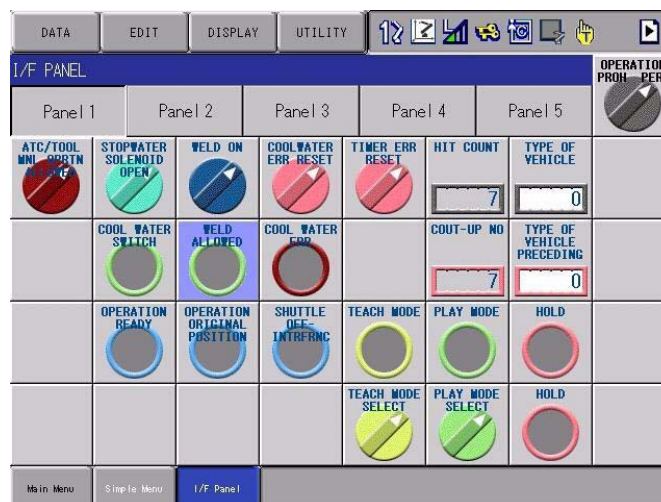 DATA EDIT DISPLAY UTILITY
I/F PANEL
OPERATION
PROH PER
Panel 1 Panel 2 Panel 3 Panel 4 Panel 5
ATC/TOOL
MNL OPRTN
ALLOWED
STOPWATER
SOLENOID
OPEN
WELD ON
COOLWATER
ERR RESET
TIMER ERR
RESET
HIT COUNT
7
TYPE OF
VEHICLE
0
COOL WATER
SWITCH
WELD
ALLOWED
COOL WATER
ERR
COUT-UP NO
7
TYPE OF
VEHICLE
PRECEDING
0
OPERATION
READY
OPERATION
ORIGINAL
POSITION
SHUTTLE
OFF-
INTRFRNC
TEACH MODE
PLAY MODE
HOLD
TEACH MODE
SELECT
PLAY MODE
SELECT
HOLD
Main Menu Simple Menu I/F Panel